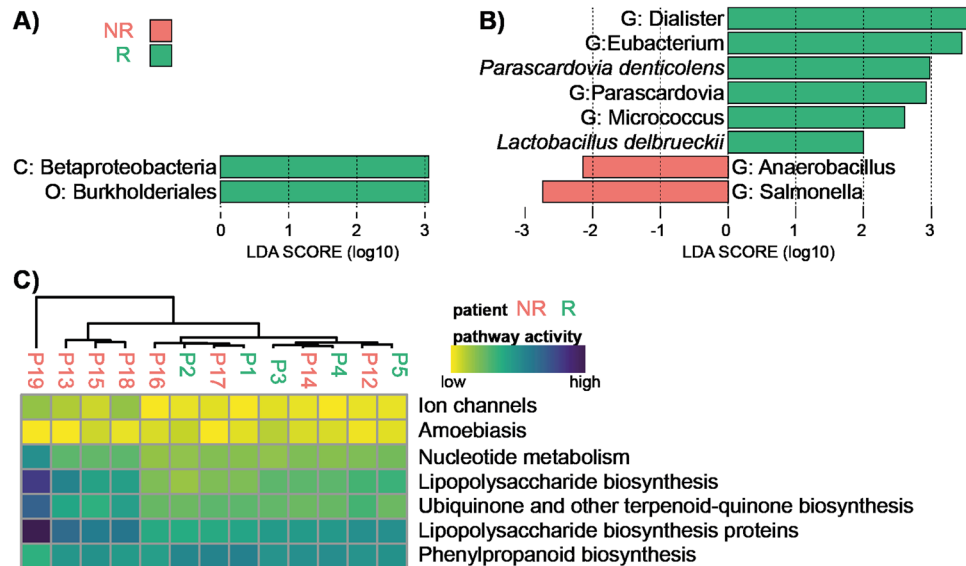 A)
NR
R
C: Betaproteobacteria
O: Burkholderiales
0 1 2 3
LDA SCORE (log10)
B)
G: Dialister
G:Eubacterium
Parascardovia denticolens
G:Parascardovia
G: Micrococcus
Lactobacillus delbrueckii
G: Anaerobacillus
G: Salmonella
-3 -2 -1 0 1 2 3
LDA SCORE (log10)
C)
patient NR R
pathway activity
low high
P19 P13 P15 P18 P16 P2 P17 P1 P3 P14 P4 P12 P5
Ion channels
Amoebiasis
Nucleotide metabolism
Lipopolysaccharide biosynthesis
Ubiquinone and other terpenoid-quinone biosynthesis
Lipopolysaccharide biosynthesis proteins
Phenylpropanoid biosynthesis